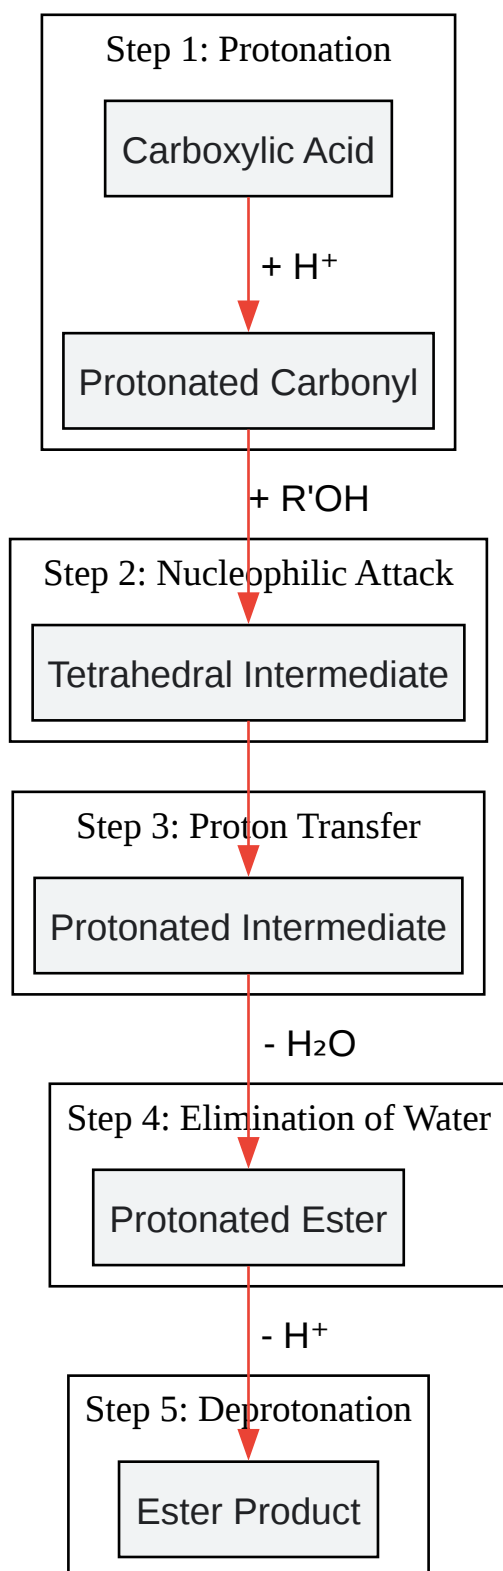 Step 1: Protonation
Carboxylic Acid
+ H⁺
Protonated Carbonyl
+ R'OH
Step 2: Nucleophilic Attack
Tetrahedral Intermediate
Step 3: Proton Transfer
Protonated Intermediate
- H₂O
Step 4: Elimination of Water
Protonated Ester
- H⁺
Step 5: Deprotonation
Ester Product